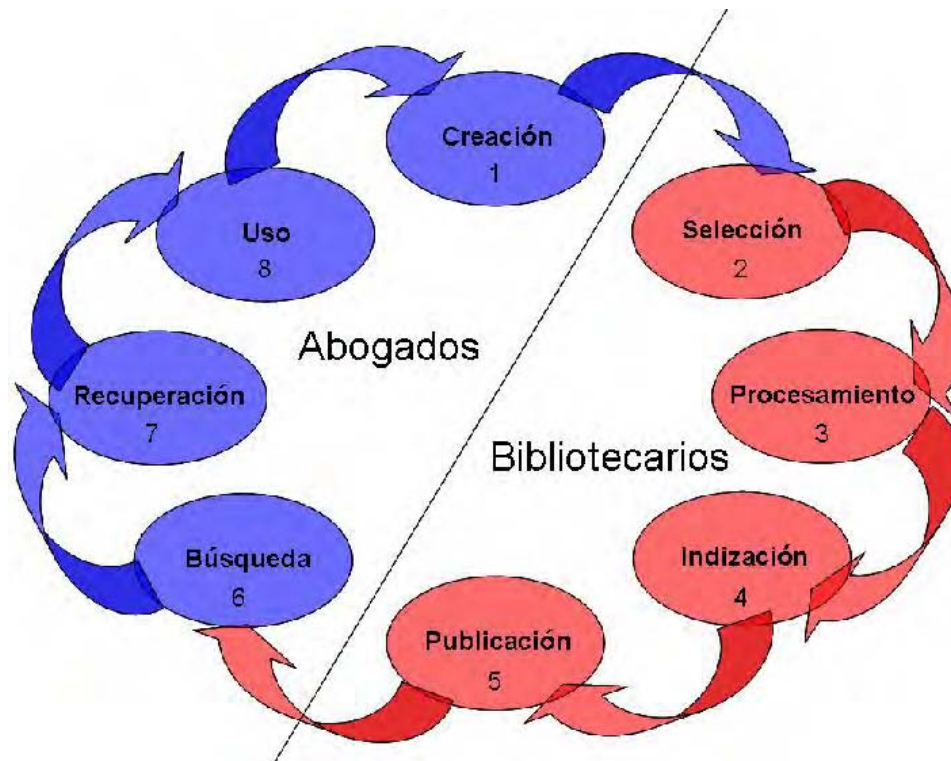 Creación
1
Selección
2
Procesamiento
3
Indización
4
Publicación
5
Búsqueda
6
Recuperación
7
Uso
8
Abogados
Bibliotecarios